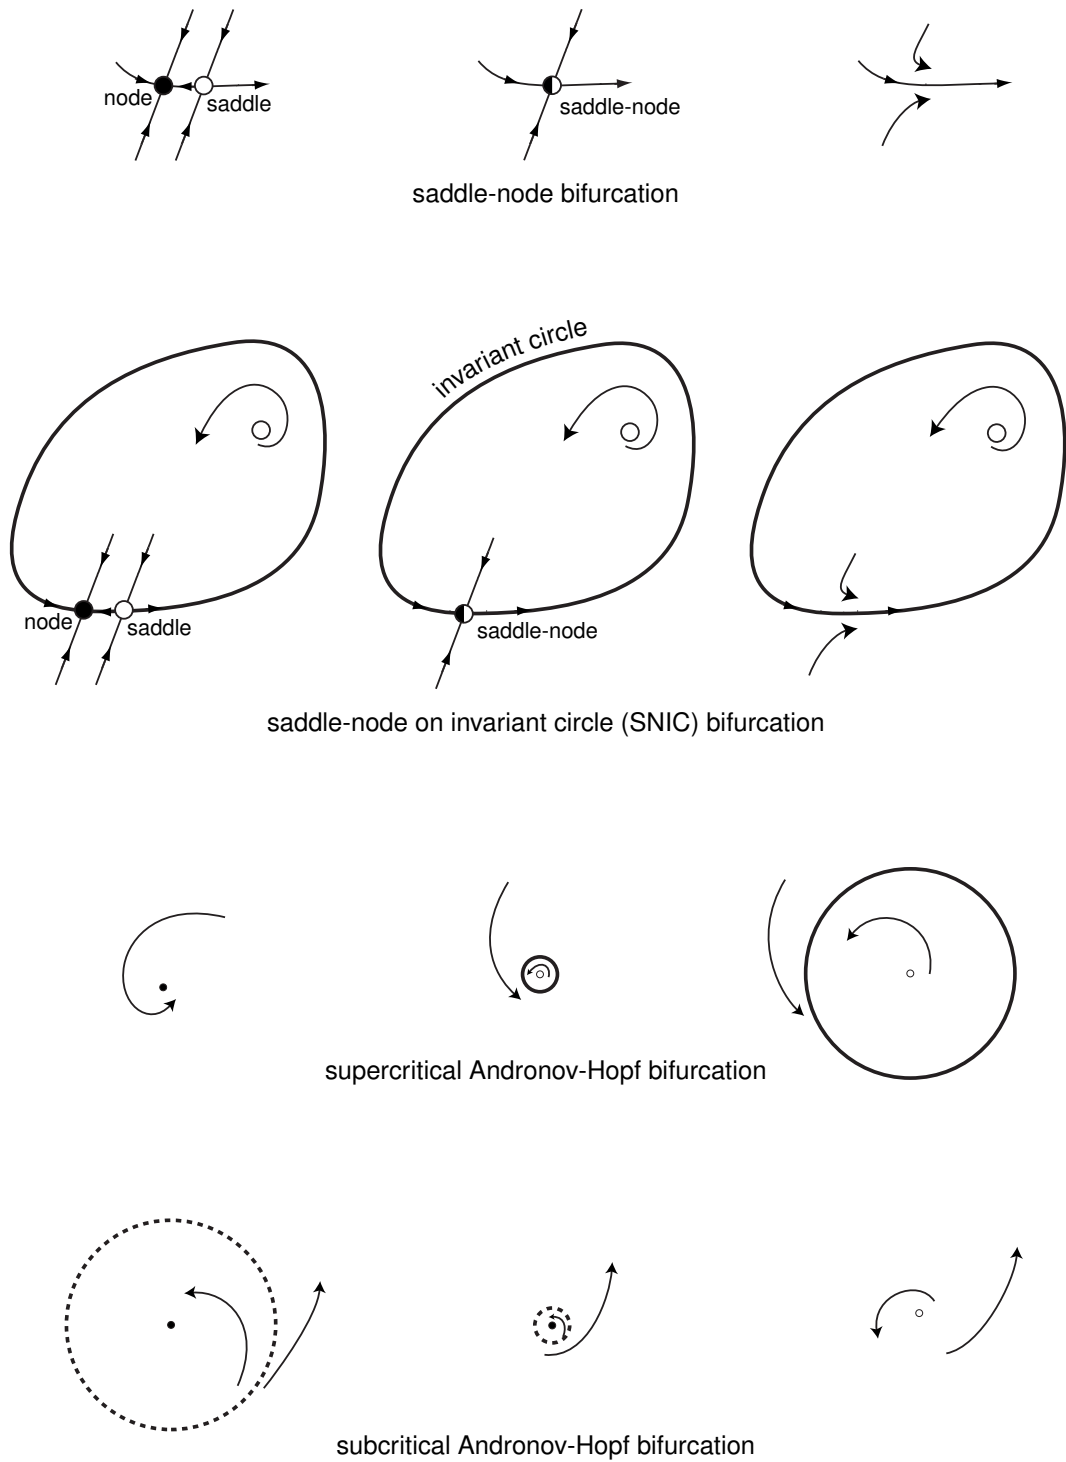 node
saddle
saddle-node
saddle-node bifurcation
invariant circle
node
saddle
saddle-node
saddle-node on invariant circle (SNIC) bifurcation
supercritical Andronov-Hopf bifurcation
subcritical Andronov-Hopf bifurcation